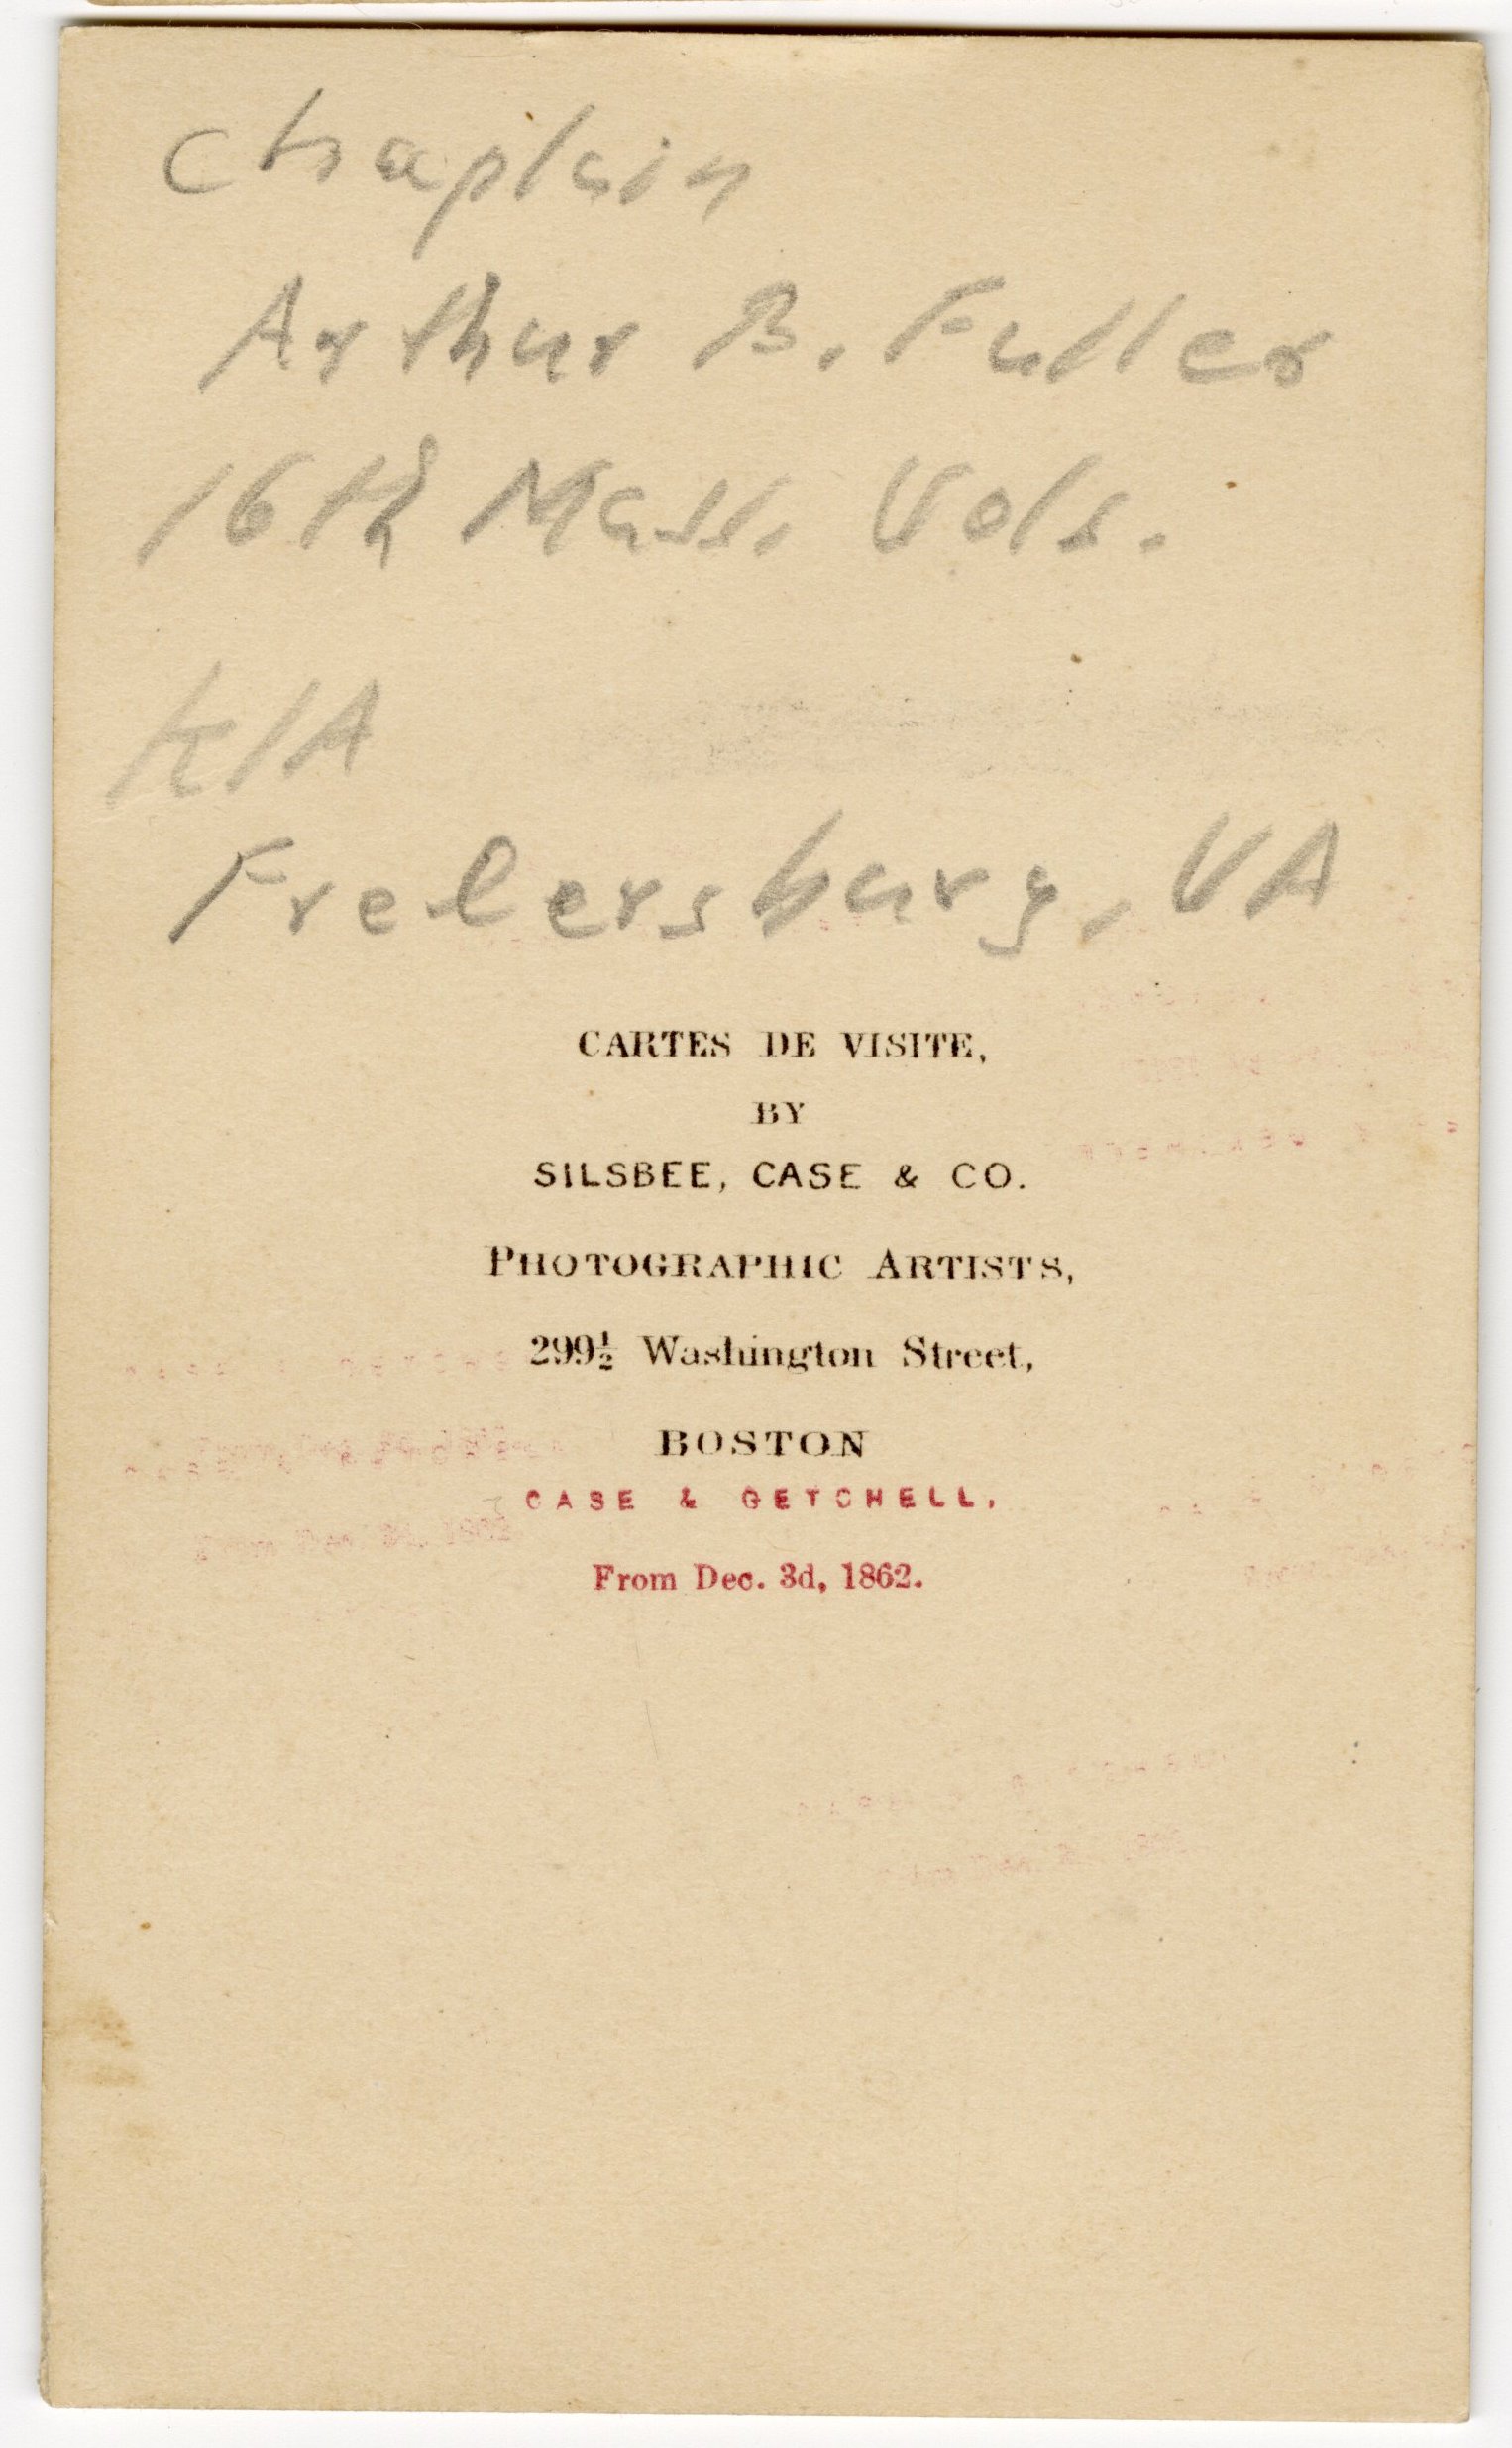 Chaplain
Arthur B. Fuller
16th Mass. Vols.
KIA
Fredersburg, VA
CARTES DE VISITE,
BY
SILSBEE, CASE & CO.
PHOTOGRAPHIC ARTISTS,
299½ Washington Street,
BOSTON
CASE & GETCHELL,
From Dec. 3d, 1862.